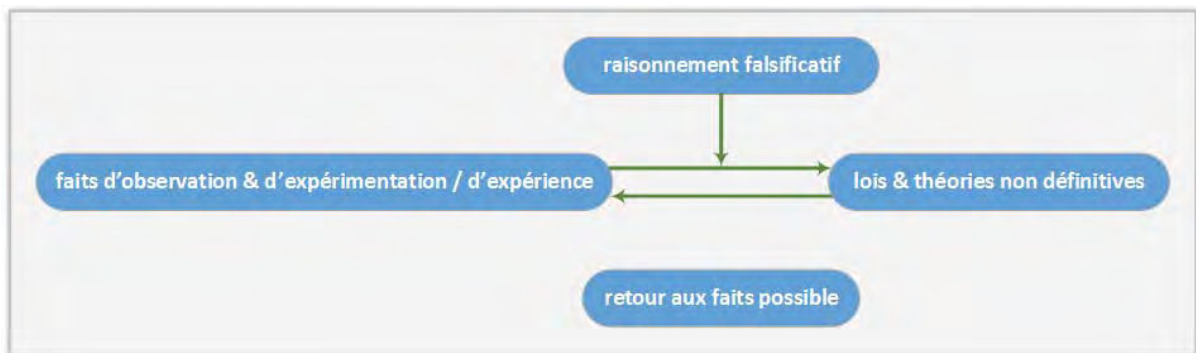 raisonnement falsificatif
faits d'observation & d'expérimentation / d'expérience
lois & théories non définitives
retour aux faits possible